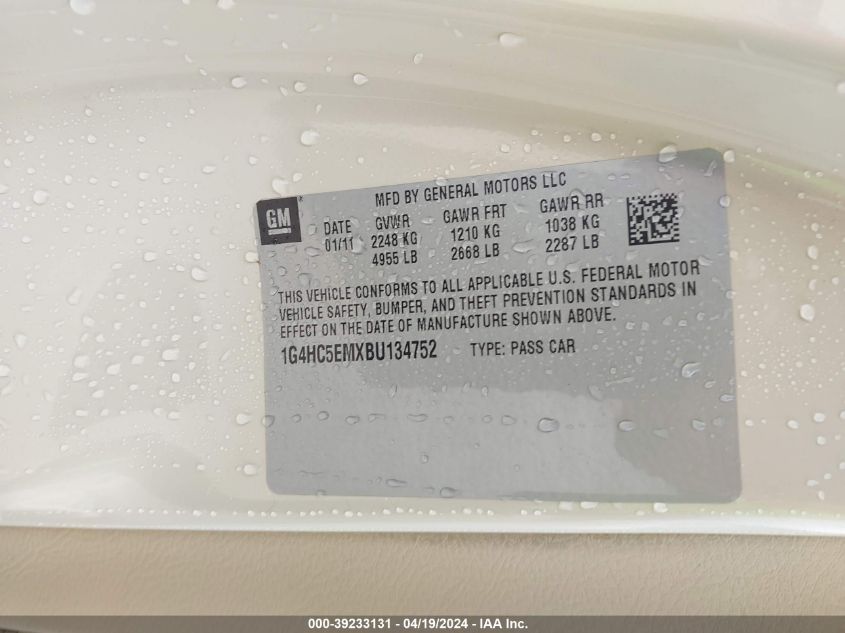 MFD BY GENERAL MOTORS LLC
GM
DATE GVWR GAWR FRT GAWR RR
01/11 2248 KG 1210 KG 1038 KG
4955 LB 2668 LB 2287 LB
THIS VEHICLE CONFORMS TO ALL APPLICABLE U.S. FEDERAL MOTOR
VEHICLE SAFETY, BUMPER, AND THEFT PREVENTION STANDARDS IN
EFFECT ON THE DATE OF MANUFACTURE SHOWN ABOVE.
1G4HC5EMXBU134752 TYPE: PASS CAR
000-39233131 - 04/19/2024 - IAA Inc.